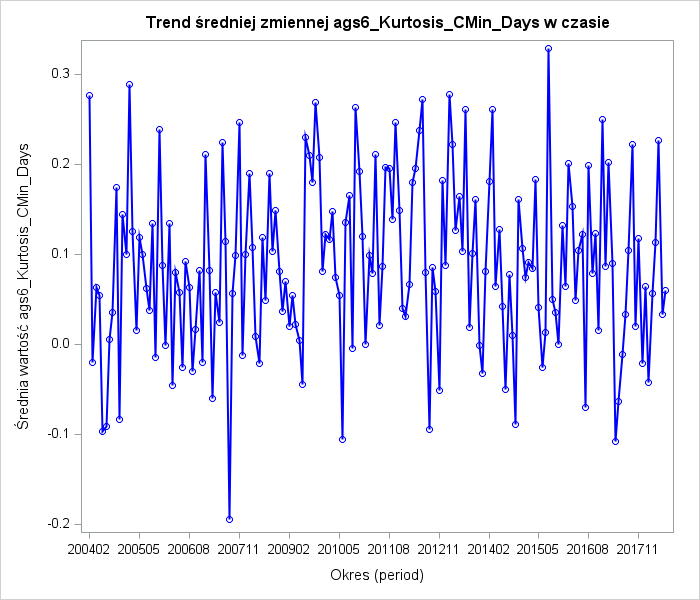 Trend średniej zmiennej ags6_Kurtosis_CMin_Days w czasie
Średnia wartość ags6_Kurtosis_CMin_Days
0.3
0.2
0.1
0.0
-0.1
-0.2
200402 200505 200608 200711 200902 201005 201108 201211 201402 201505 201608 201711
Okres (period)